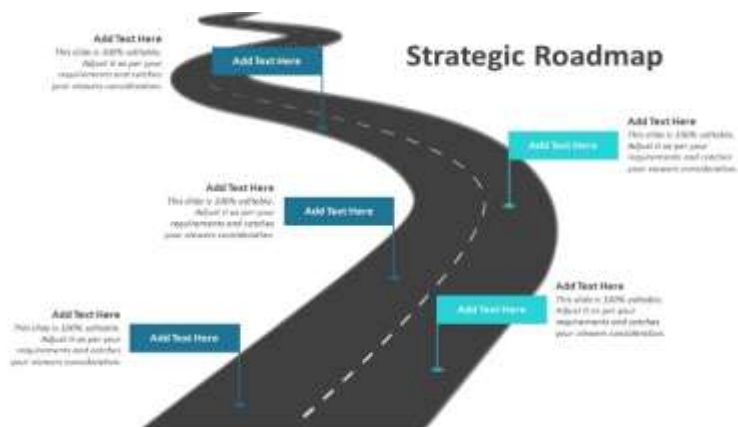 Strategic Roadmap
Add Text Here
This slide is 100% editable.
Adjust it as per your
requirements and catches
your viewers consideration.
Add Text Here
Add Text Here
Add Text Here
This slide is 100% editable.
Adjust it as per your
requirements and catches
your viewers consideration.
Add Text Here
This slide is 100% editable.
Adjust it as per your
requirements and catches
your viewers consideration.
Add Text Here
Add Text Here
Add Text Here
This slide is 100% editable.
Adjust it as per your
requirements and catches
your viewers consideration.
Add Text Here
This slide is 100% editable.
Adjust it as per your
requirements and catches
your viewers consideration.
Add Text Here